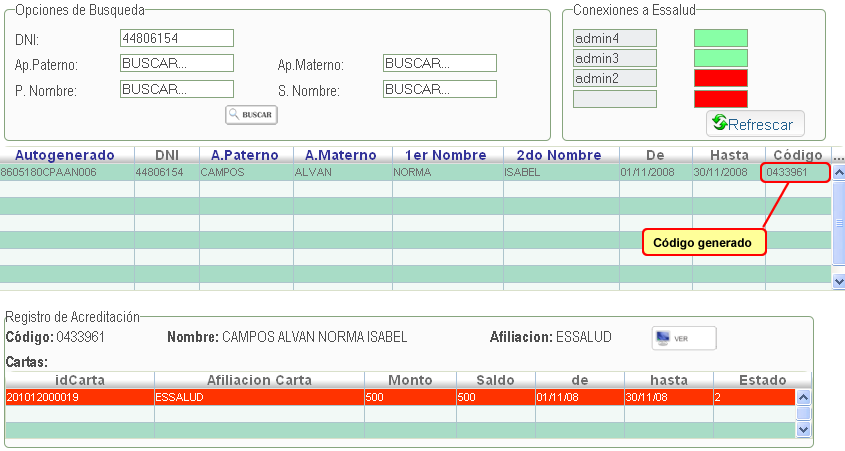 Opciones de Busqueda
DNI: 44806154
Ap.Paterno: BUSCAR... Ap.Materno: BUSCAR...
P. Nombre: BUSCAR... S. Nombre: BUSCAR...
BUSCAR
Conexiones a Essalud
admin4
admin3
admin2
Refrescar
Autogenerado DNI A.Paterno A.Materno 1er Nombre 2do Nombre De Hasta Código ...
8605180CPAAN006 44806154 CAMPOS ALVAN NORMA ISABEL 01/11/2008 30/11/2008 0433961
Código generado
Registro de Acreditación
Código: 0433961 Nombre: CAMPOS ALVAN NORMA ISABEL Afiliacion: ESSALUD VER
Cartas:
idCarta Afiliacion Carta Monto Saldo de hasta Estado
201012000019 ESSALUD 500 500 01/11/08 30/11/08 2